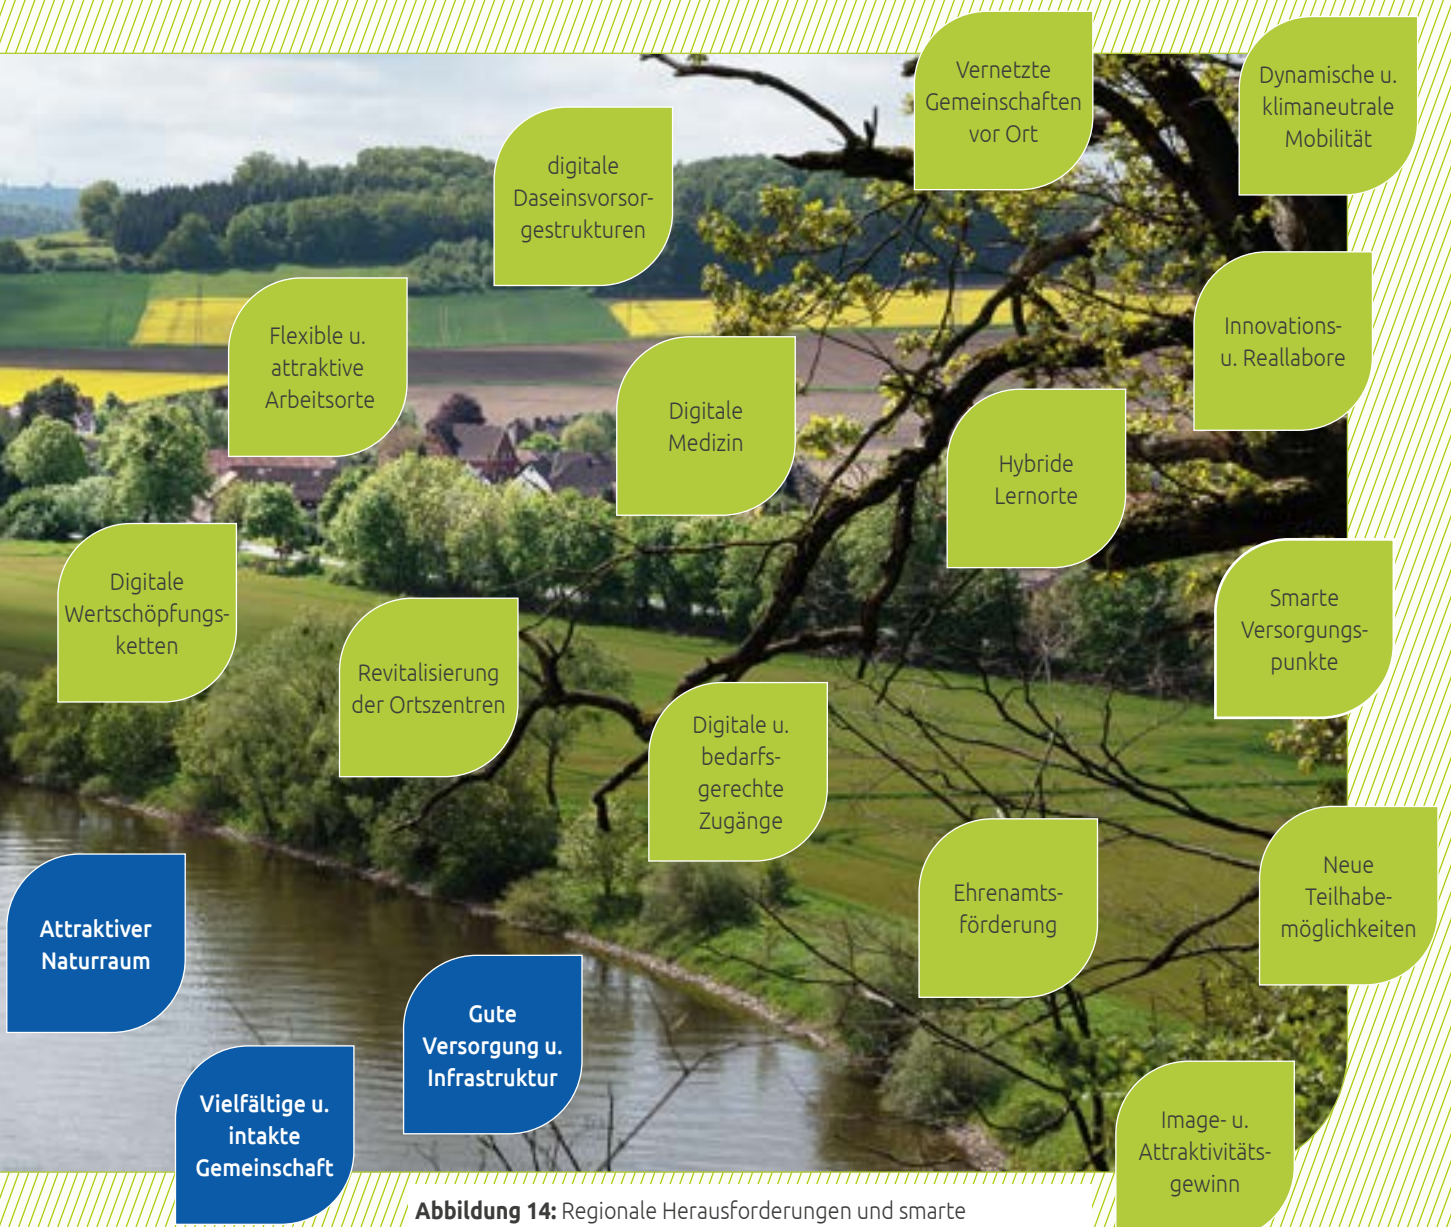 Vernetzte
Gemeinschaften
vor Ort
Dynamische u.
klimaneutrale
Mobilität
digitale
Daseinsvorsor-
gestrukturen
Innovations-
u. Reallabore
Flexible u.
attraktive
Arbeitsorte
Digitale
Medizin
Hybride
Lernorte
Digitale
Wertschöpfungs-
ketten
Smarte
Versorgungs-
punkte
Revitalisierung
der Ortszentren
Digitale u.
bedarfs-
gerechte
Zugänge
Ehrenamts-
förderung
Neue
Teilhabe-
möglichkeiten
Attraktiver
Naturraum
Gute
Versorgung u.
Infrastruktur
Vielfältige u.
intakte
Gemeinschaft
Image- u.
Attraktivitäts-
gewinn
Abbildung 14: Regionale Herausforderungen und smarte